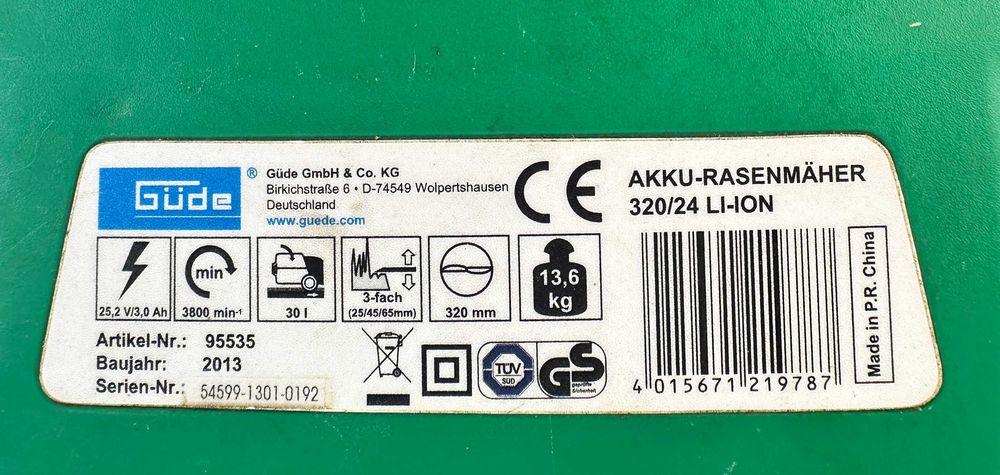 Güde ®
Güde GmbH & Co. KG
Birkichstraße 6 • D-74549 Wolpertshausen
Deutschland
www.guede.com
CE
AKKU-RASENMÄHER
320/24 LI-ION
min
25,2 V/3,0 Ah
3800 min-¹
30 l
3-fach
(25/45/65mm)
320 mm
13,6
kg
Artikel-Nr.: 95535
Baujahr: 2013
Serien-Nr.: 54599-1301-0192
TÜV
SÜD
GS
geprüfte
Sicherheit
4 015671 219787
Made in P.R. China